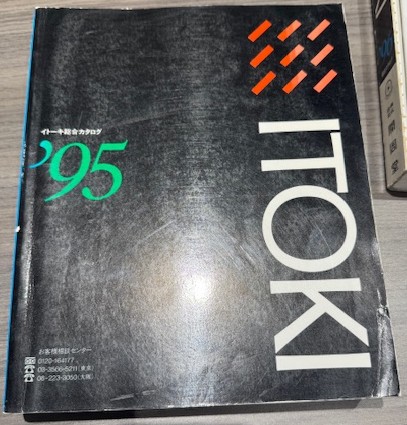 イトーキ総合カタログ
'95
ITOKI
お客様相談センター
0120-164177
03-3566-5211(東京)
06-223-3050(大阪)